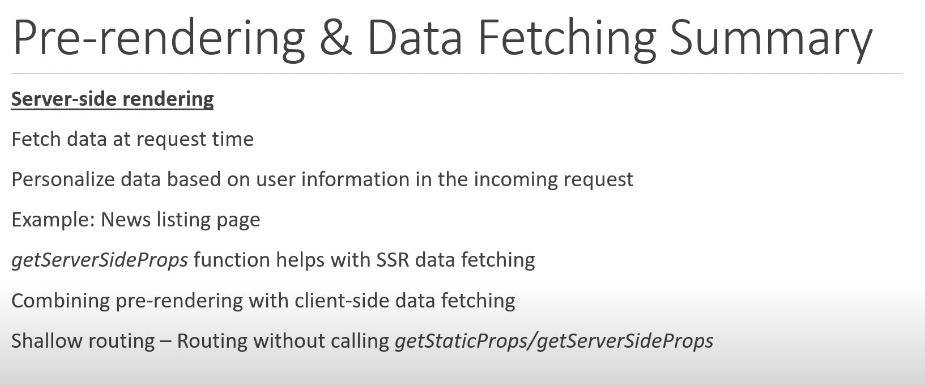 Pre-rendering & Data Fetching Summary
Server-side rendering
Fetch data at request time
Personalize data based on user information in the incoming request
Example: News listing page
getServerSideProps function helps with SSR data fetching
Combining pre-rendering with client-side data fetching
Shallow routing – Routing without calling getStaticProps/getServerSideProps